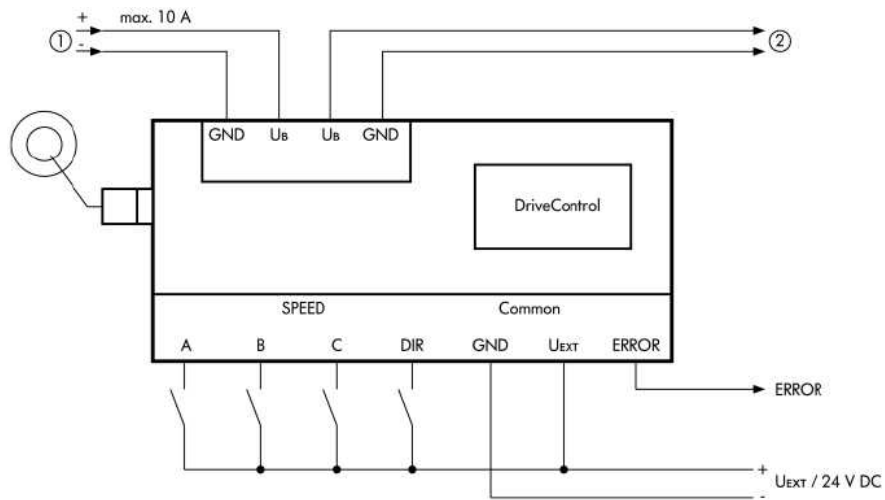 + max. 10 A
① - ②
GND UB UB GND
DriveControl
SPEED Common
A B C DIR GND UEXT ERROR
ERROR
+
UEXT / 24 V DC
-